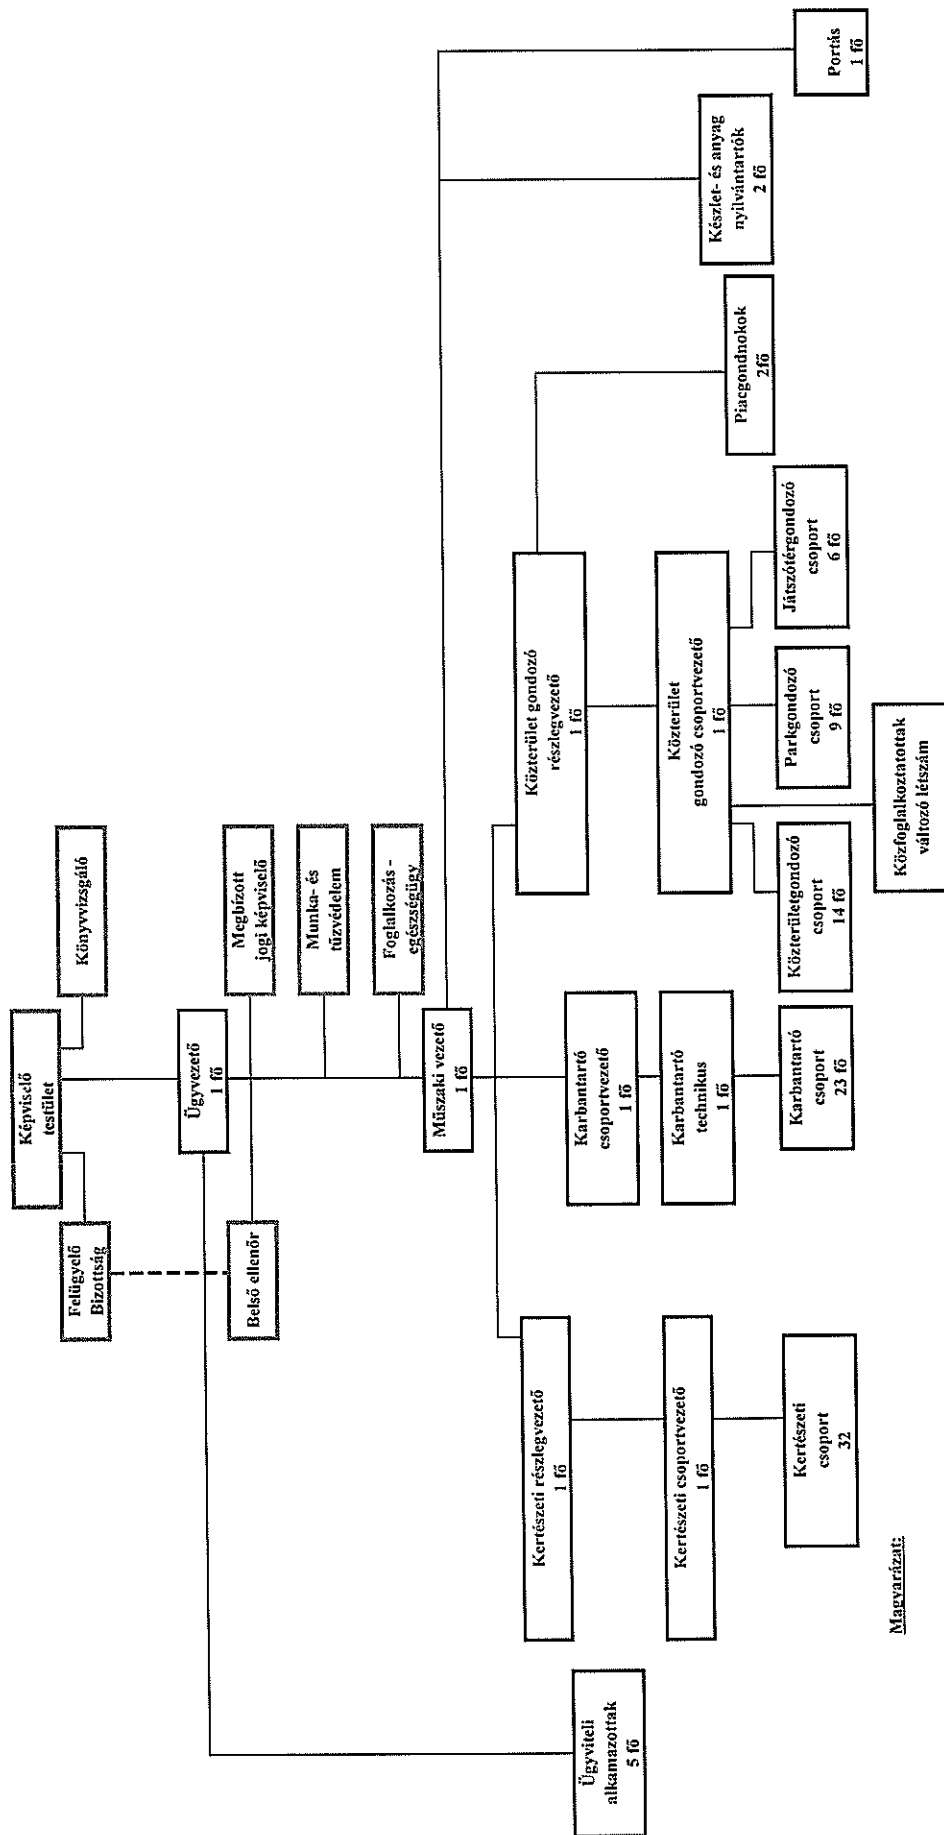 Képviselő
testület
Felügyelő
Bizottság
Könyvvizsgáló
Ügyvezető
1 fő
Belső ellenőr
Megbízott
jogi képviselő
Munka- és
tűzvédelem
Foglalkozás -
egészségügy
Műszaki vezető
1 fő
Ügyviteli
alkamazottak
5 fő
Kertészeti részlegvezető
1 fő
Kertészeti csoportvezető
1 fő
Kertészeti
csoport
32
Karbantartó
csoportvezető
1 fő
Karbantartó
technikus
1 fő
Karbantartó
csoport
23 fő
Közterület gondozó
részlegvezető
1 fő
Közterület
gondozó csoportvezető
1 fő
Közterületgondozó
csoport
14 fő
Parkgondozó
csoport
9 fő
Játszótérgondozó
csoport
6 fő
Közfoglalkoztatottak
változó létszám
Piacgondnokok
2fő
Készlet- és anyag
nyilvántartók
2 fő
Portás
1 fő
Magyarázat: